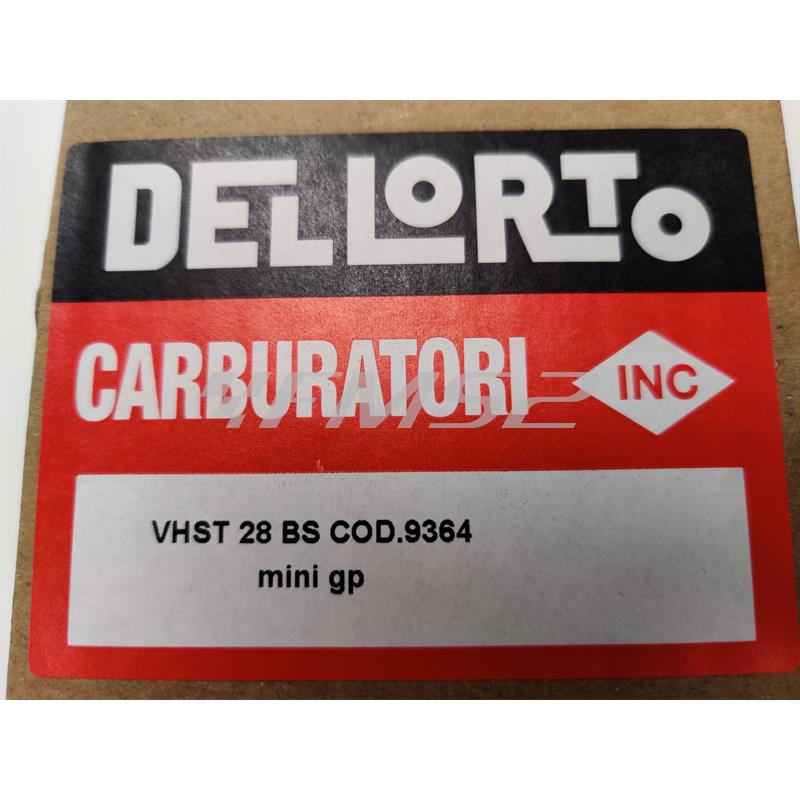 DELLORTO
CARBURATORI INC
VHST 28 BS COD.9364
mini gp